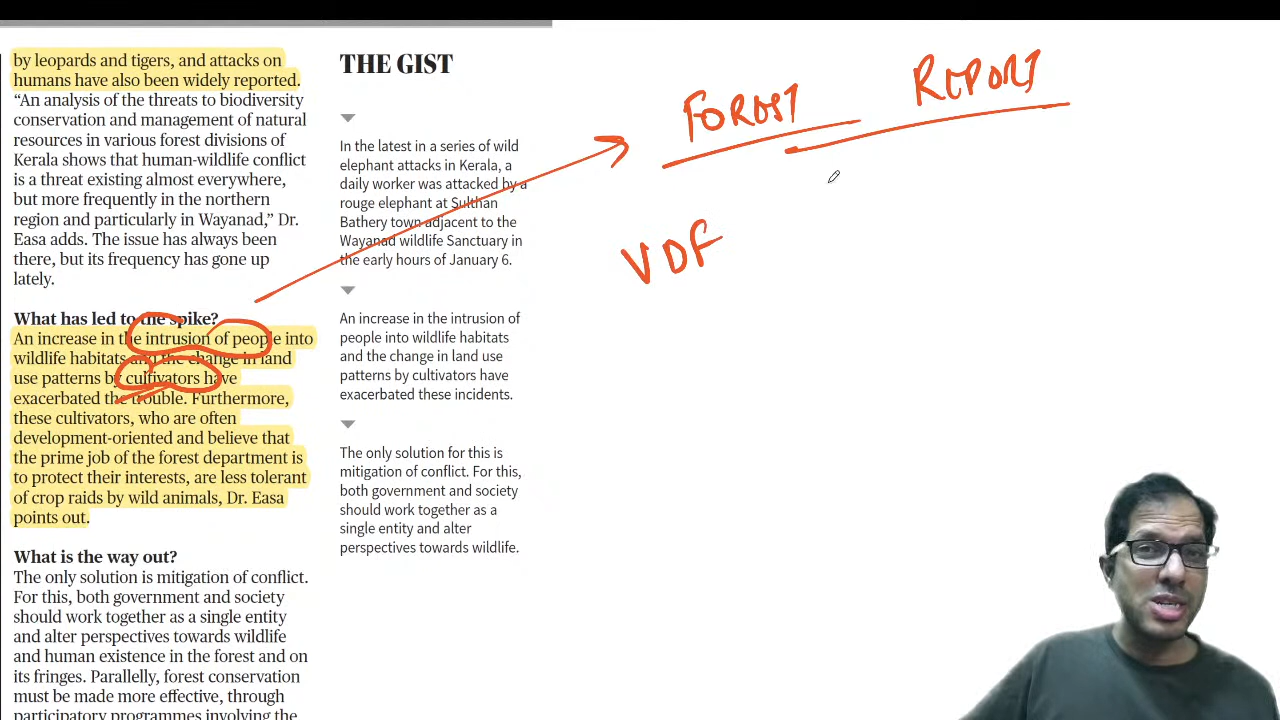 by leopards and tigers, and attacks on
humans have also been widely reported.
“An analysis of the threats to biodiversity
conservation and management of natural
resources in various forest divisions of
Kerala shows that human-wildlife conflict
is a threat existing almost everywhere,
but more frequently in the northern
region and particularly in Wayanad,” Dr.
Easa adds. The issue has always been
there, but its frequency has gone up
lately.
What has led to the spike?
An increase in the intrusion of people into
wildlife habitats and the change in land
use patterns by cultivators have
exacerbated the trouble. Furthermore,
these cultivators, who are often
development-oriented and believe that
the prime job of the forest department is
to protect their interests, are less tolerant
of crop raids by wild animals, Dr. Easa
points out.
What is the way out?
The only solution is mitigation of conflict.
For this, both government and society
should work together as a single entity
and alter perspectives towards wildlife
and human existence in the forest and on
its fringes. Parallelly, forest conservation
must be made more effective, through
participatory programmes involving the
THE GIST
In the latest in a series of wild
elephant attacks in Kerala, a
daily worker was attacked by a
rouge elephant at Sulthan
Bathery town adjacent to the
Wayanad wildlife Sanctuary in
the early hours of January 6.
An increase in the intrusion of
people into wildlife habitats
and the change in land use
patterns by cultivators have
exacerbated these incidents.
The only solution for this is
mitigation of conflict. For this,
both government and society
should work together as a
single entity and alter
perspectives towards wildlife.
FOREST REPORT
VDF